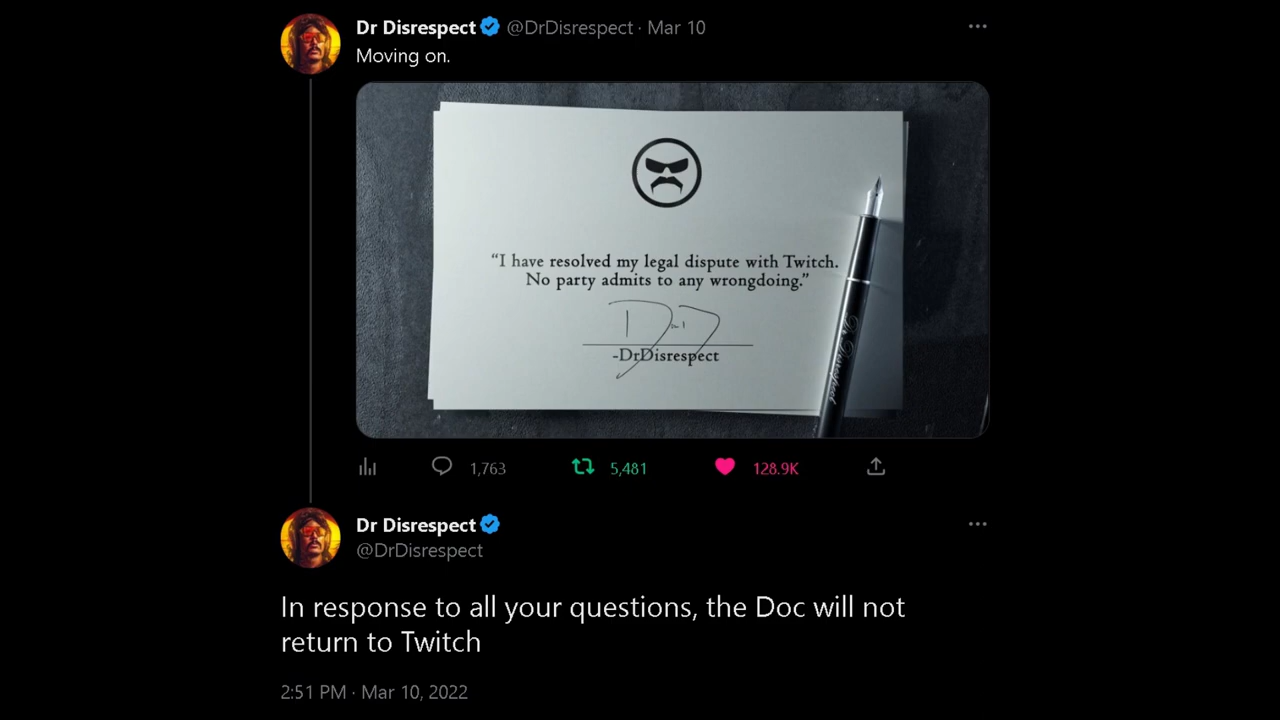 Dr Disrespect @DrDisrespect · Mar 10
Moving on.
“I have resolved my legal dispute with Twitch.
No party admits to any wrongdoing.”
-DrDisrespect
Dr Disrespect
1,763
5,481
128.9K
Dr Disrespect
@DrDisrespect
In response to all your questions, the Doc will not
return to Twitch
2:51 PM · Mar 10, 2022